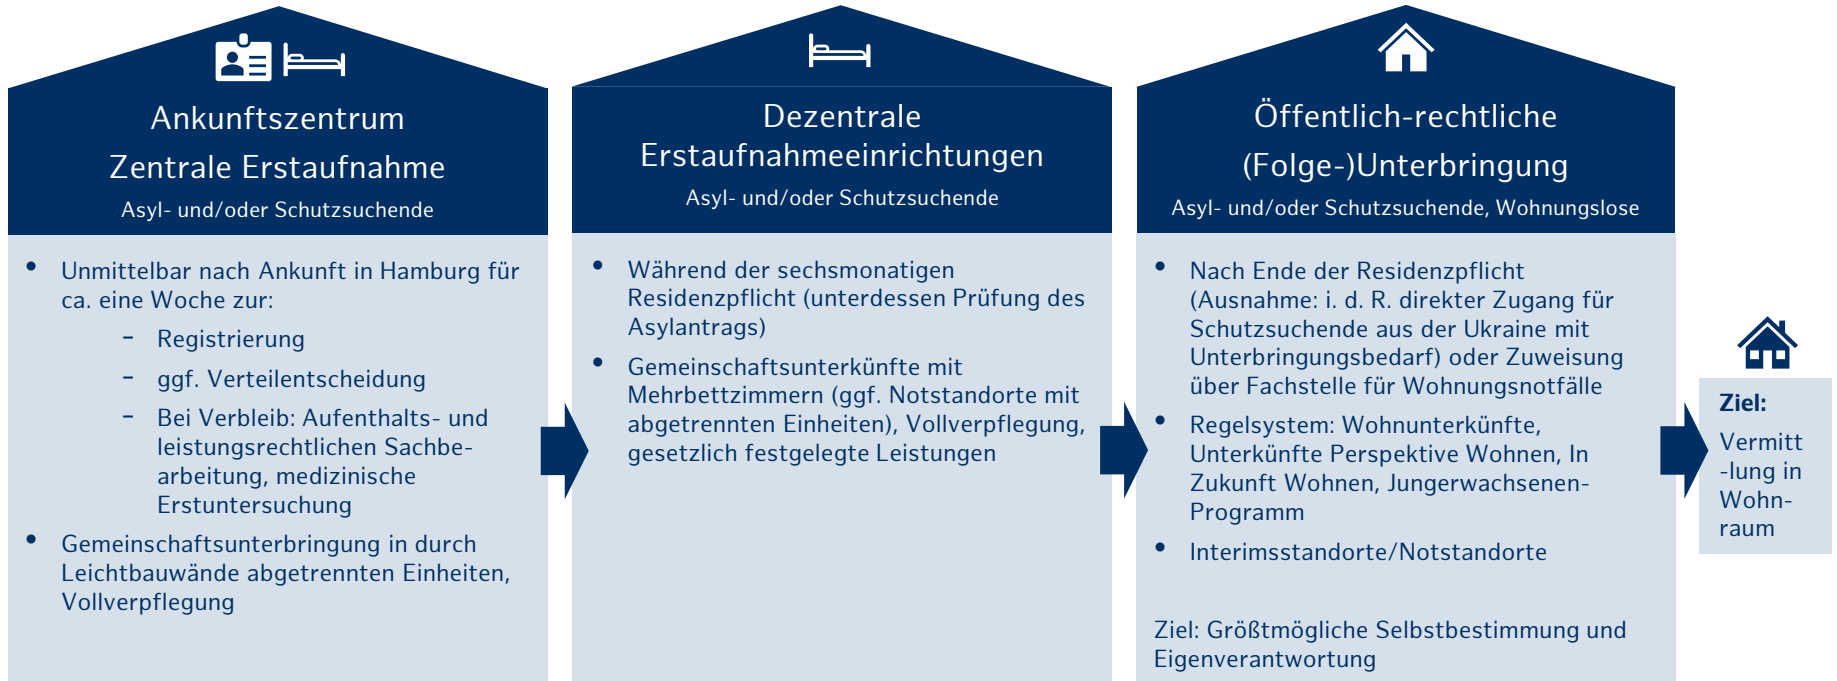 Ankunftszentrum
Zentrale Erstaufnahme
Asyl- und/oder Schutzsuchende
• Unmittelbar nach Ankunft in Hamburg für
ca. eine Woche zur:
– Registrierung
– ggf. Verteilentscheidung
– Bei Verbleib: Aufenthalts- und
leistungsrechtlichen Sachbe-
arbeitung, medizinische
Erstuntersuchung
• Gemeinschaftsunterbringung in durch
Leichtbauwände abgetrennten Einheiten,
Vollverpflegung
Dezentrale
Erstaufnahmeeinrichtungen
Asyl- und/oder Schutzsuchende
• Während der sechsmonatigen
Residenzpflicht (unterdessen Prüfung des
Asylantrags)
• Gemeinschaftsunterkünfte mit
Mehrbettzimmern (ggf. Notstandorte mit
abgetrennten Einheiten), Vollverpflegung,
gesetzlich festgelegte Leistungen
Öffentlich-rechtliche
(Folge-)Unterbringung
Asyl- und/oder Schutzsuchende, Wohnungslose
• Nach Ende der Residenzpflicht
(Ausnahme: i. d. R. direkter Zugang für
Schutzsuchende aus der Ukraine mit
Unterbringungsbedarf) oder Zuweisung
über Fachstelle für Wohnungsnotfälle
• Regelsystem: Wohnunterkünfte,
Unterkünfte Perspektive Wohnen, In
Zukunft Wohnen, Jungerwachsenen-
Programm
• Interimsstandorte/Notstandorte
Ziel: Größtmögliche Selbstbestimmung und
Eigenverantwortung
Ziel:
Vermitt
-lung in
Wohn-
raum